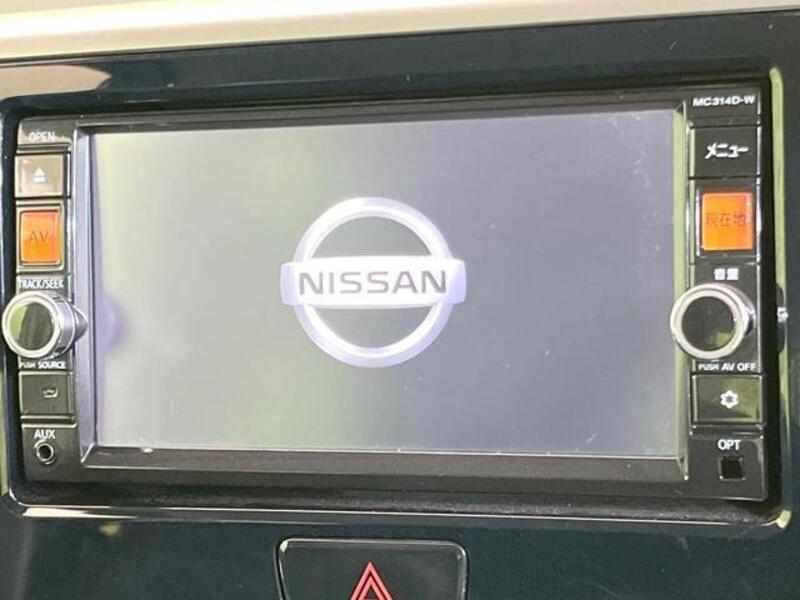 MC314D-W
OPEN
メニュー
AV
現在地
TRACK/SEEK
音量
NISSAN
PUSH SOURCE
PUSH AV OFF
AUX
OPT